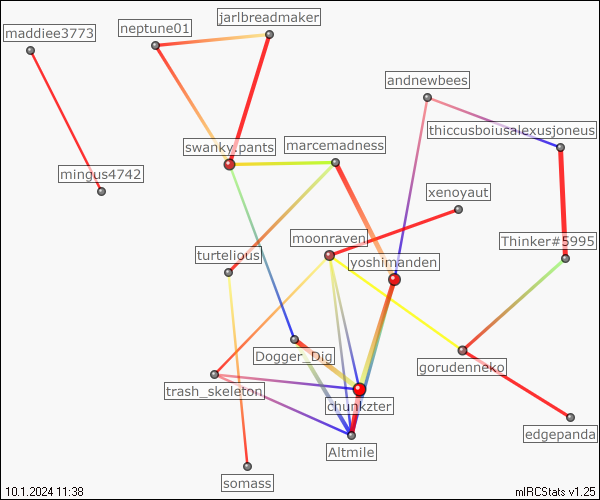 jarlbreadmaker
neptune01
maddiee3773
andnewbees
thiccusboiusalexusjoneus
swanky.pants
marcemadness
mingus4742
xenoyaut
moonraven
Thinker#5995
turtelious
yoshimanden
Dogger_Dig
gorudenneko
trash_skeleton
chunkzter
edgepanda
Altmile
somass
10.1.2024 11:38
mIRCStats v1.25